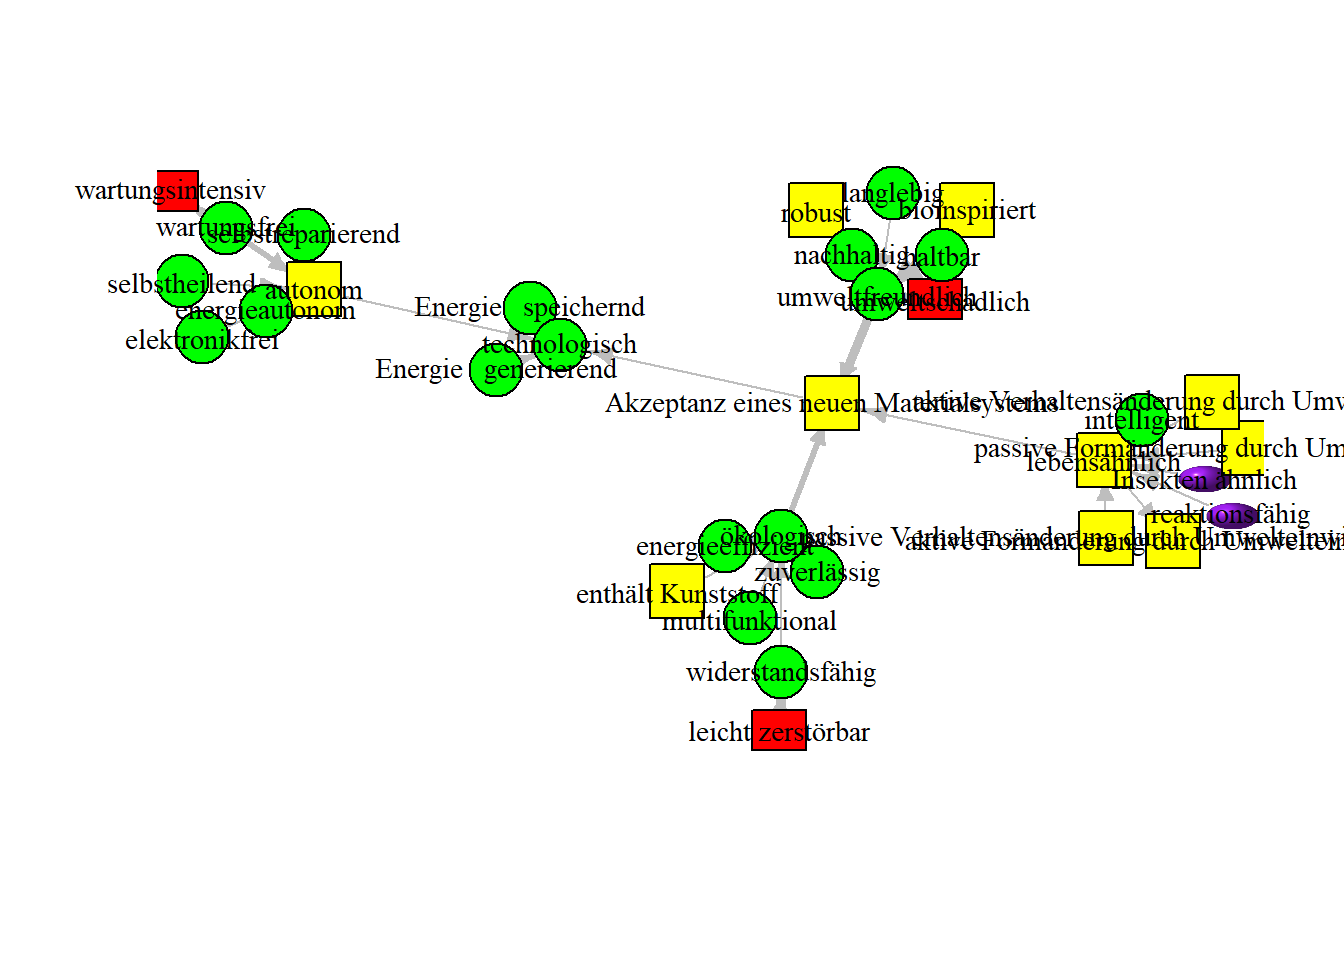 wartungsintensiv
langlebig
robust
bioinspiriert
wartungsfrei
selbstreparierend
nachhaltig
haltbar
selbstheilend
autonom
umweltfreundlich
umweltschädlich
Energie speichernd
energieautonom
elektronikfrei
technologisch
Energie generierend
Akzeptanz eines neuen Materialsystems
aktive Verhaltensänderung durch Umw
intelligent
passive Formänderung durch Um
lebensähnlich
Insekten ähnlich
reaktionsfähig
ökologisch
passive Verhaltensänderung durch Umwelteinwi
energieeffizient
aktive Formänderung durch Umweltein
zuverlässig
enthält Kunststoff
multifunktional
widerstandsfähig
leicht zerstörbar